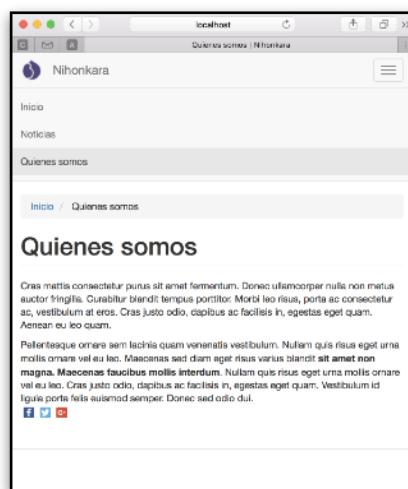 localhost
Quienes somos | Nihonkara
Nihonkara
Inicio
Noticias
Quienes somos
Inicio / Quienes somos
Quienes somos
Cras mattis consectetur purus sit amet fermentum. Donec ullamcorper nulla non metus
auctor fringilla. Curabitur blandit tempus porttitor. Morbi leo risus, porta ac consectetur
ac, vestibulum at eros. Cras justo odio, dapibus ac facilisis in, egestas eget quam.
Aenean eu leo quam.
Pellentesque ornare sem lacinia quam venenatis vestibulum. Nullam quis risus eget urna
mollis ornare vel eu leo. Maecenas sed diam eget risus varius blandit sit amet non
magna. Maecenas faucibus mollis interdum. Nullam quis risus eget urna mollis ornare
vel eu leo. Cras justo odio, dapibus ac facilisis in, egestas eget quam. Vestibulum id
ligula porta felis euismod semper. Donec sed odio dui.